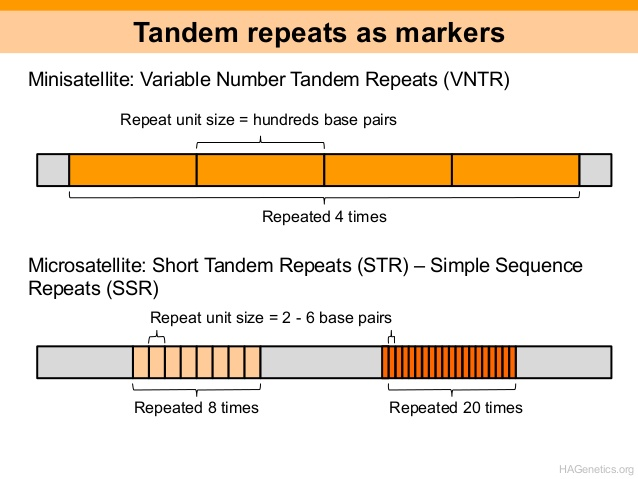 Tandem repeats as markers
Minisatellite: Variable Number Tandem Repeats (VNTR)
Repeat unit size = hundreds base pairs
Repeated 4 times
Microsatellite: Short Tandem Repeats (STR) – Simple Sequence
Repeats (SSR)
Repeat unit size = 2 - 6 base pairs
Repeated 8 times
Repeated 20 times
HAGenetics.org